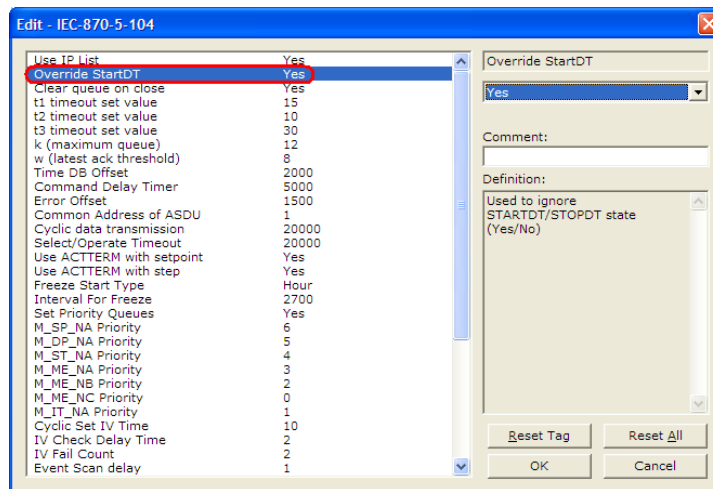 Edit - IEC-870-5-104
Use IP List Yes
Override StartDT Yes
Clear queue on close Yes
t1 timeout set value 15
t2 timeout set value 10
t3 timeout set value 30
k (maximum queue) 12
w (latest ack threshold) 8
Time DB Offset 2000
Command Delay Timer 5000
Error Offset 1500
Common Address of ASDU 1
Cyclic data transmission 20000
Select/Operate Timeout 20000
Use ACTTERM with setpoint Yes
Use ACTTERM with step Yes
Freeze Start Type Hour
Interval For Freeze 2700
Set Priority Queues Yes
M_SP_NA Priority 6
M_DP_NA Priority 5
M_ST_NA Priority 4
M_ME_NA Priority 3
M_ME_NB Priority 2
M_ME_NC Priority 0
M_IT_NA Priority 1
Cyclic Set IV Time 10
IV Check Delay Time 2
IV Fail Count 2
Event Scan delay 1
Override StartDT
Yes
Comment:
Definition:
Used to ignore
STARTDT/STOPDT state
(Yes/No)
Reset Tag Reset All
OK Cancel